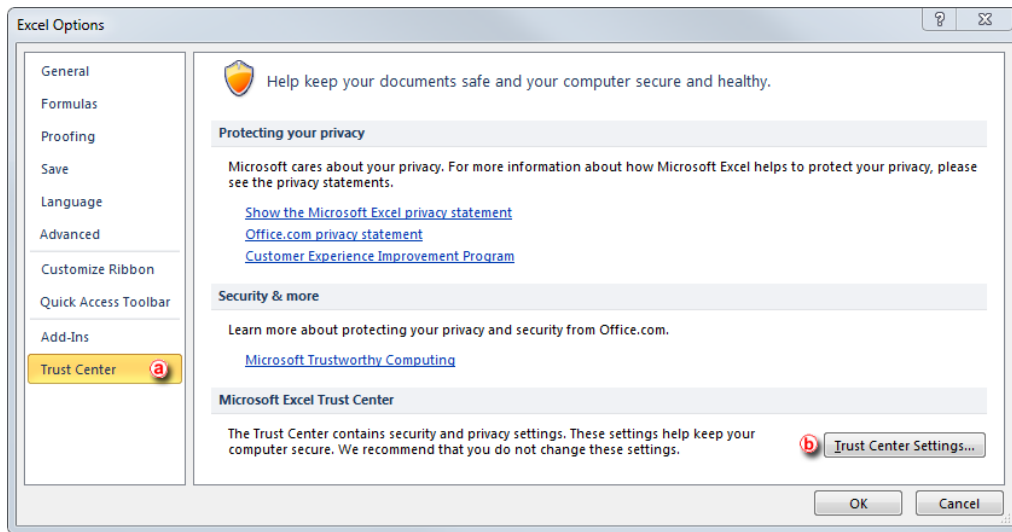 Excel Options
General
Formulas
Proofing
Save
Language
Advanced
Customize Ribbon
Quick Access Toolbar
Add-Ins
Trust Center a
Help keep your documents safe and your computer secure and healthy.
Protecting your privacy
Microsoft cares about your privacy. For more information about how Microsoft Excel helps to protect your privacy, please
see the privacy statements.
Show the Microsoft Excel privacy statement
Office.com privacy statement
Customer Experience Improvement Program
Security & more
Learn more about protecting your privacy and security from Office.com.
Microsoft Trustworthy Computing
Microsoft Excel Trust Center
The Trust Center contains security and privacy settings. These settings help keep your
computer secure. We recommend that you do not change these settings.
b Trust Center Settings...
OK Cancel